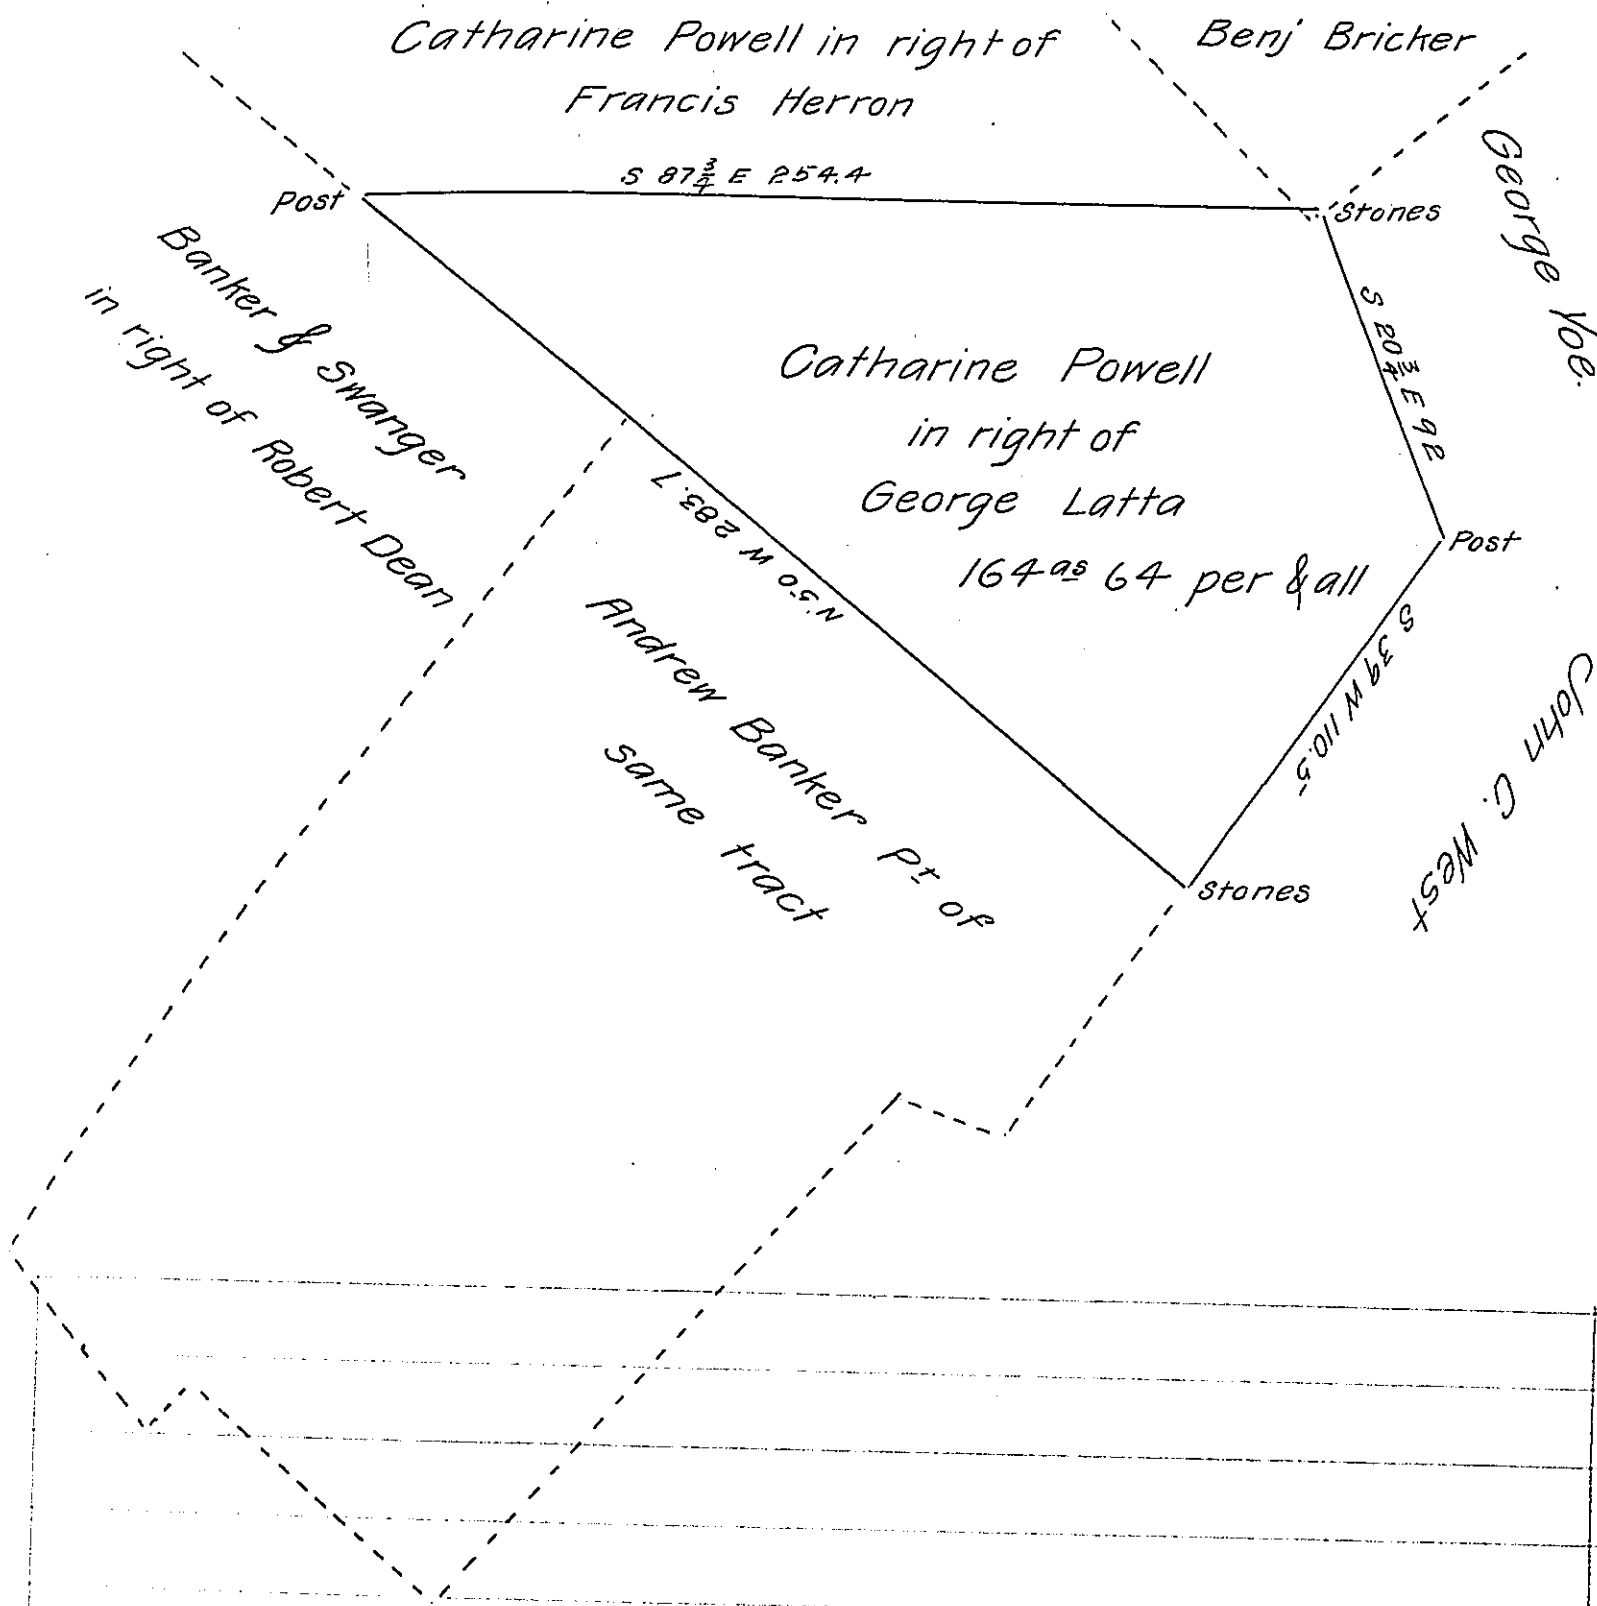 Catharine Powell in right of
Francis Herron
Benj' Bricker
S 87¾ E 254.4
Post
Stones
George Yoe.
Banker & Swanger
in right of Robert Dean
S 20¾ E 92
Catharine Powell
in right of
George Latta
164 as 64 per & all
Post
N 50 W 283.7
S 39 W 110.5
Andrew Banker Pt of
same tract
John C. West
Stones